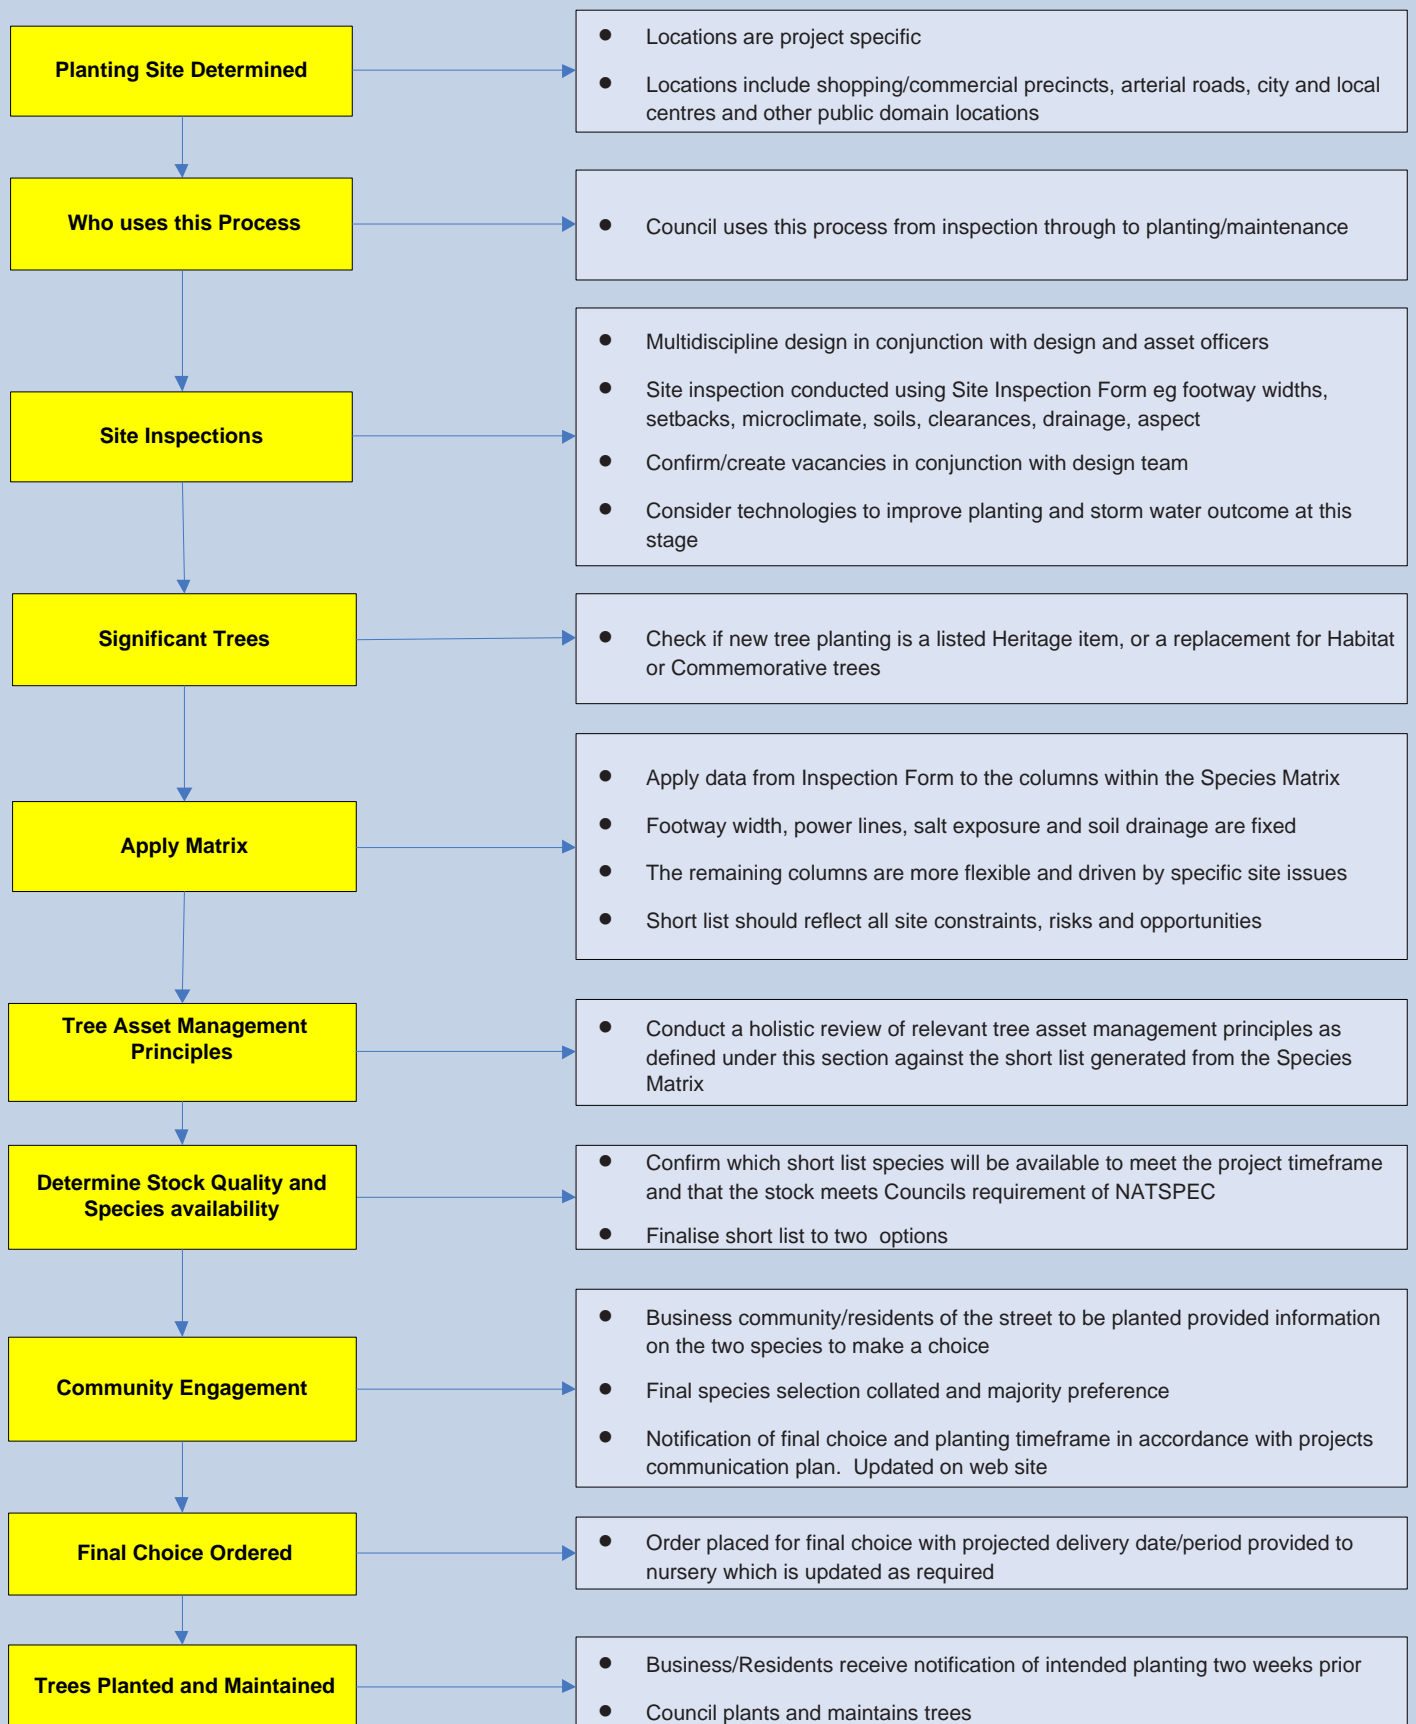 Planting Site Determined
● Locations are project specific
● Locations include shopping/commercial precincts, arterial roads, city and local
centres and other public domain locations
Who uses this Process
● Council uses this process from inspection through to planting/maintenance
Site Inspections
● Multidiscipline design in conjunction with design and asset officers
● Site inspection conducted using Site Inspection Form eg footway widths,
setbacks, microclimate, soils, clearances, drainage, aspect
● Confirm/create vacancies in conjunction with design team
● Consider technologies to improve planting and storm water outcome at this
stage
Significant Trees
● Check if new tree planting is a listed Heritage item, or a replacement for Habitat
or Commemorative trees
Apply Matrix
● Apply data from Inspection Form to the columns within the Species Matrix
● Footway width, power lines, salt exposure and soil drainage are fixed
● The remaining columns are more flexible and driven by specific site issues
● Short list should reflect all site constraints, risks and opportunities
Tree Asset Management
Principles
● Conduct a holistic review of relevant tree asset management principles as
defined under this section against the short list generated from the Species
Matrix
Determine Stock Quality and
Species availability
● Confirm which short list species will be available to meet the project timeframe
and that the stock meets Councils requirement of NATSPEC
● Finalise short list to two  options
Community Engagement
● Business community/residents of the street to be planted provided information
on the two species to make a choice
● Final species selection collated and majority preference
● Notification of final choice and planting timeframe in accordance with projects
communication plan.  Updated on web site
Final Choice Ordered
● Order placed for final choice with projected delivery date/period provided to
nursery which is updated as required
Trees Planted and Maintained
● Business/Residents receive notification of intended planting two weeks prior
● Council plants and maintains trees